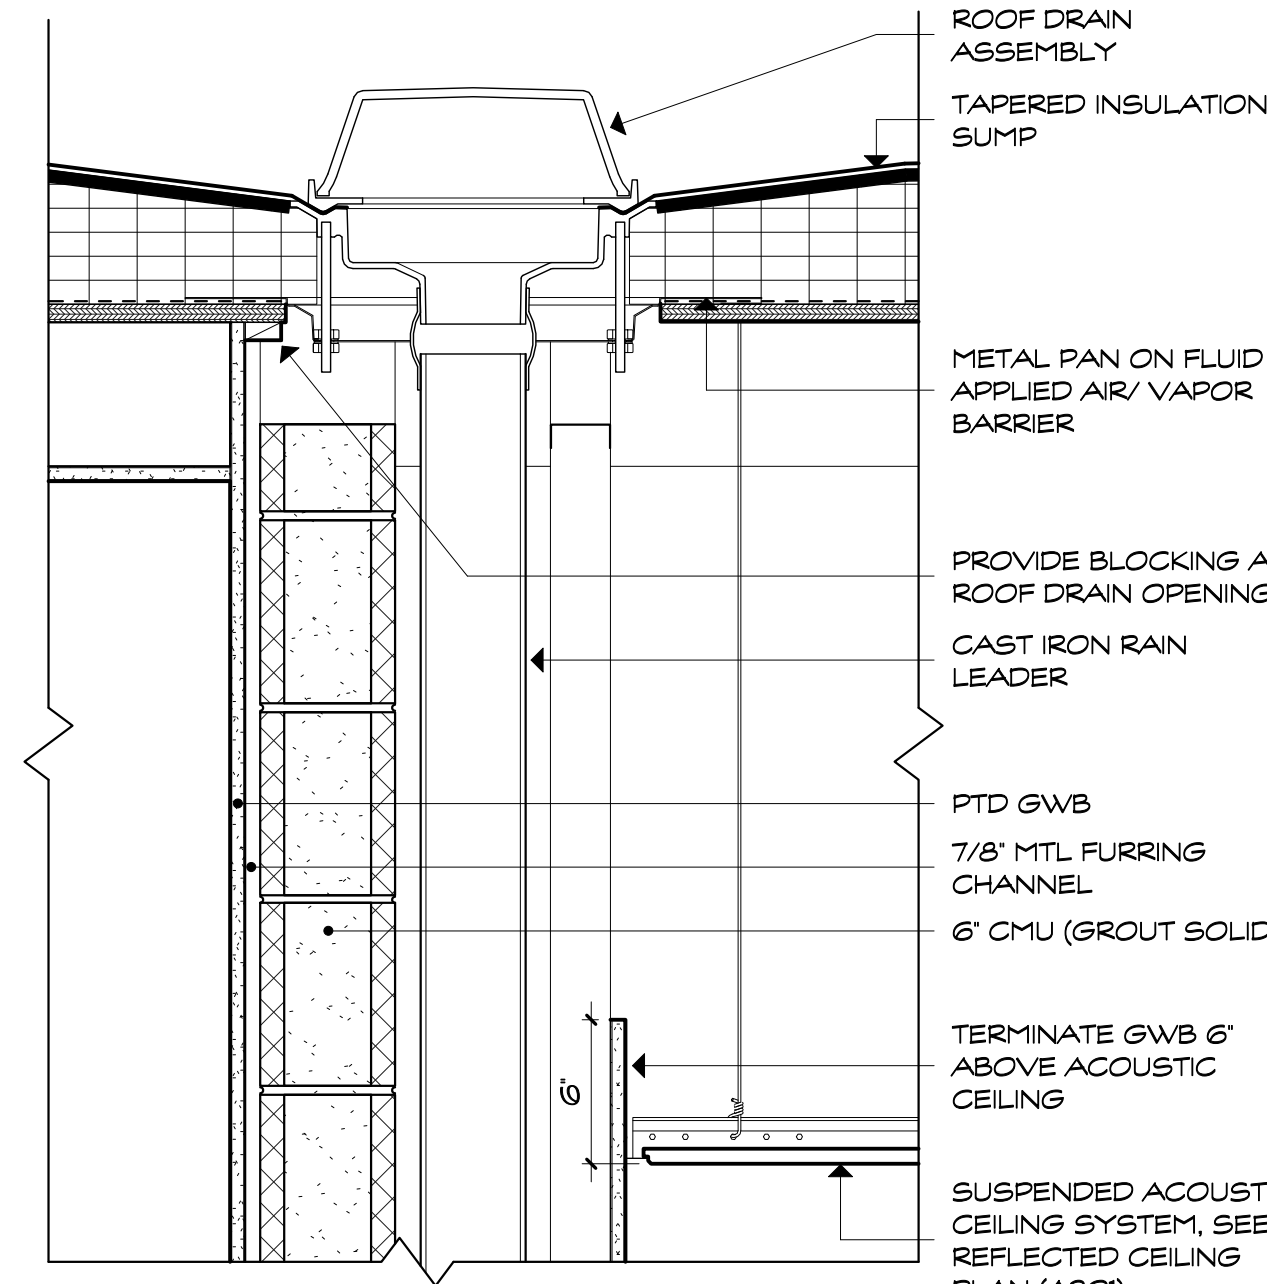 ROOF DRAIN
ASSEMBLY
TAPERED INSULATION
SUMP
METAL PAN ON FLUID
APPLIED AIR/ VAPOR
BARRIER
PROVIDE BLOCKING A
ROOF DRAIN OPENING
CAST IRON RAIN
LEADER
PTD GWB
7/8" MTL FURRING
CHANNEL
6" CMU (GROUT SOLID
TERMINATE GWB 6"
ABOVE ACOUSTIC
CEILING
6"
SUSPENDED ACOUST
CEILING SYSTEM, SEE
REFLECTED CEILING